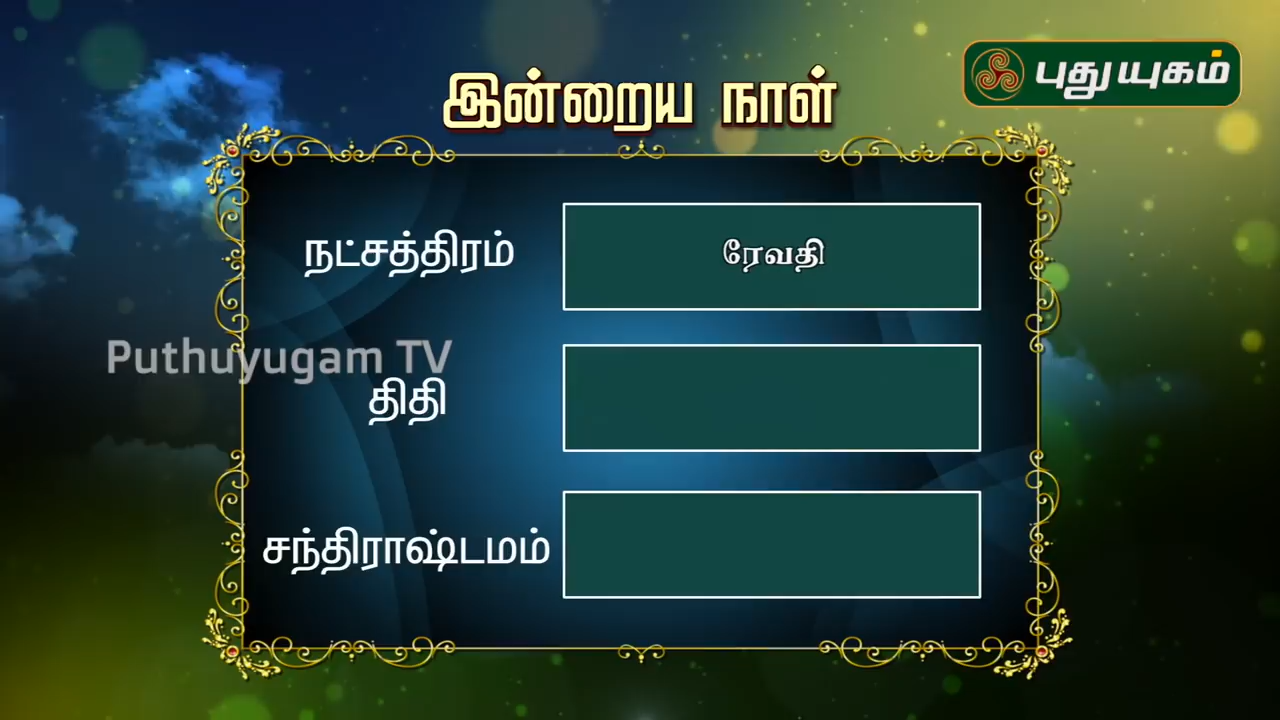 புதுயுகம்
இன்றைய நாள்
நட்சத்திரம்
ரேவதி
Puthuyugam TV
திதி
சந்திராஷ்டமம்